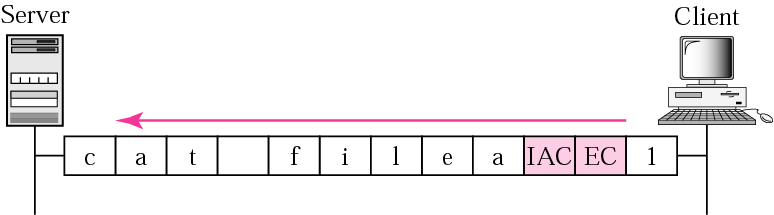 Server
Client
c a t f i l e a IAC EC 1